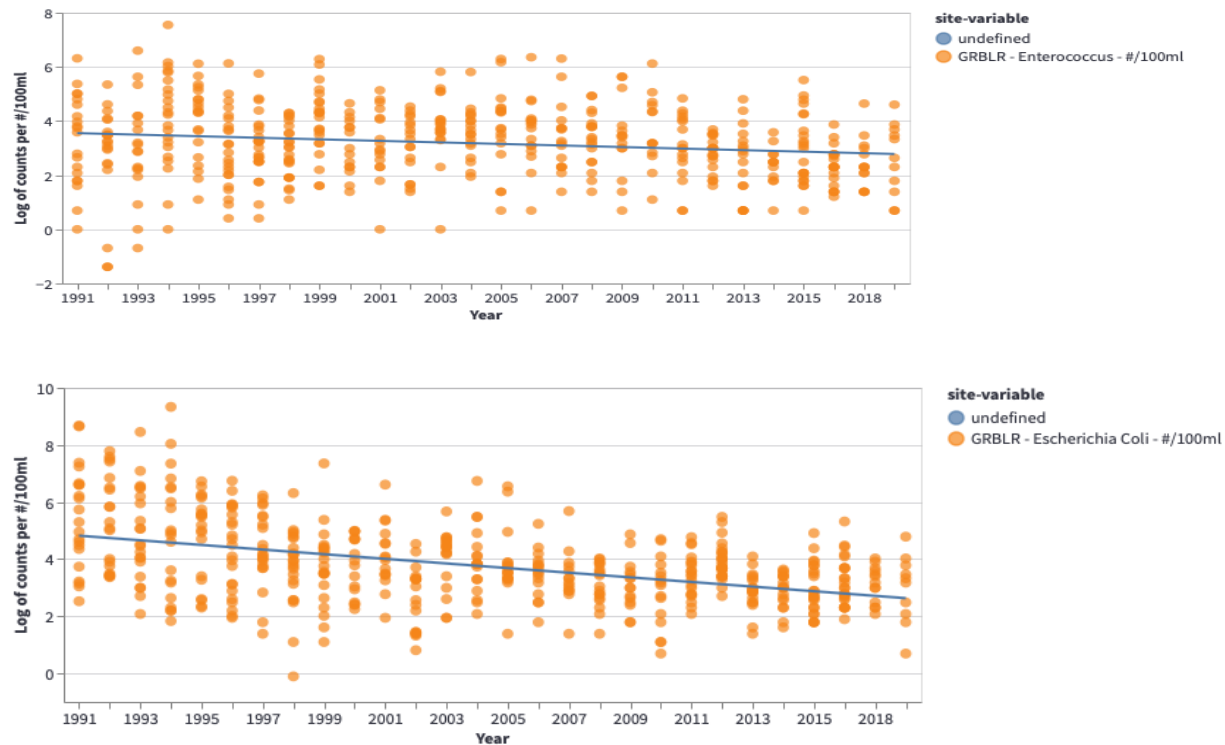 8
6
4
2
0
−2
Log of counts per #/100ml
1991 1993 1995 1997 1999 2001 2003 2005 2007 2009 2011 2013 2015 2018
Year
site-variable
undefined
GRBLR - Enterococcus - #/100ml
10
8
6
4
2
0
Log of counts per #/100ml
1991 1993 1995 1997 1999 2001 2003 2005 2007 2009 2011 2013 2015 2018
Year
site-variable
undefined
GRBLR - Escherichia Coli - #/100ml